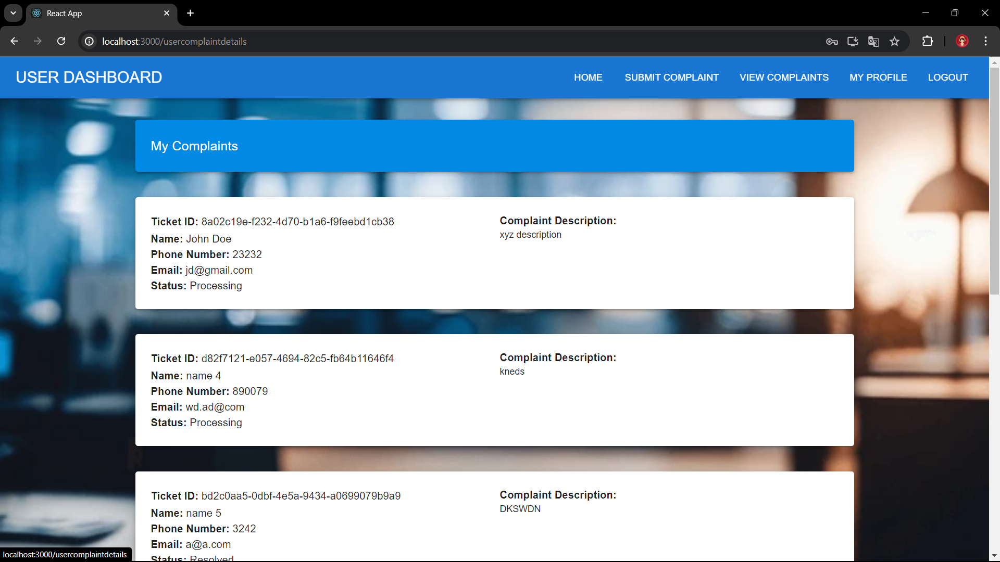 React App
localhost:3000/usercomplaintdetails
USER DASHBOARD
HOME
SUBMIT COMPLAINT
VIEW COMPLAINTS
MY PROFILE
LOGOUT
My Complaints
Ticket ID: 8a02c19e-f232-4d70-b1a6-f9feebd1cb38
Name: John Doe
Phone Number: 23232
Email: jd@gmail.com
Status: Processing
Complaint Description:
xyz description
Ticket ID: d82f7121-e057-4694-82c5-fb64b11646f4
Name: name 4
Phone Number: 890079
Email: wd.ad@com
Status: Processing
Complaint Description:
kneds
Ticket ID: bd2c0aa5-0dbf-4e5a-9434-a0699079b9a9
Name: name 5
Phone Number: 3242
Email: a@a.com
Status: Resolved
Complaint Description:
DKSWDN
localhost:3000/usercomplaintdetails